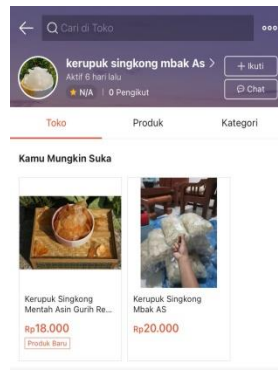 Cari di Toko
kerupuk singkong mbak As >
Aktif 6 hari lalu
N/A | 0 Pengikut
+ Ikuti
Chat
Toko
Produk
Kategori
Kamu Mungkin Suka
Kerupuk Singkong
Mentah Asin Gurih Re...
Rp18.000
Produk Baru
Kerupuk Singkong
Mbak AS
Rp20.000